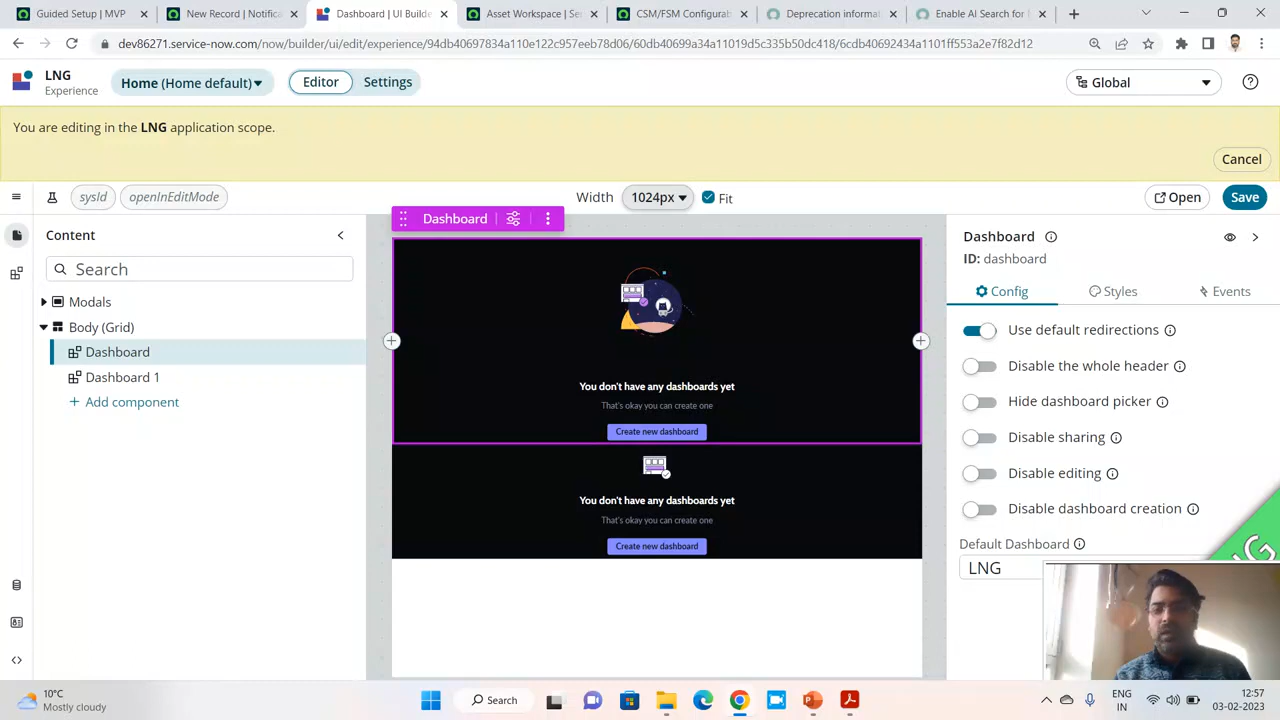 Guided Setup | MVP
New Record | Notifica
Dashboard | UI Builde
Asset Workspace | Se
CSM/FSM Configurab
Deprecation informat
Enable AI Search for
dev86271.service-now.com/now/builder/ui/edit/experience/94db40697834a110e122c957eeb78d06/60db40699a34a11019d5c335b50dc418/6cdb40692434a1101ff553a2e7f82d12
LNG
Experience
Home (Home default)
Editor
Settings
Global
You are editing in the LNG application scope.
Cancel
sysId
openInEditMode
Width
1024px
Fit
Open
Save
Content
Search
Modals
Body (Grid)
Dashboard
Dashboard 1
+ Add component
Dashboard
You don't have any dashboards yet
That's okay you can create one
Create new dashboard
You don't have any dashboards yet
That's okay you can create one
Create new dashboard
Dashboard
ID: dashboard
Config
Styles
Events
Use default redirections
Disable the whole header
Hide dashboard picker
Disable sharing
Disable editing
Disable dashboard creation
Default Dashboard
LNG
10°C
Mostly cloudy
Search
ENG
IN
12:57
03-02-2023